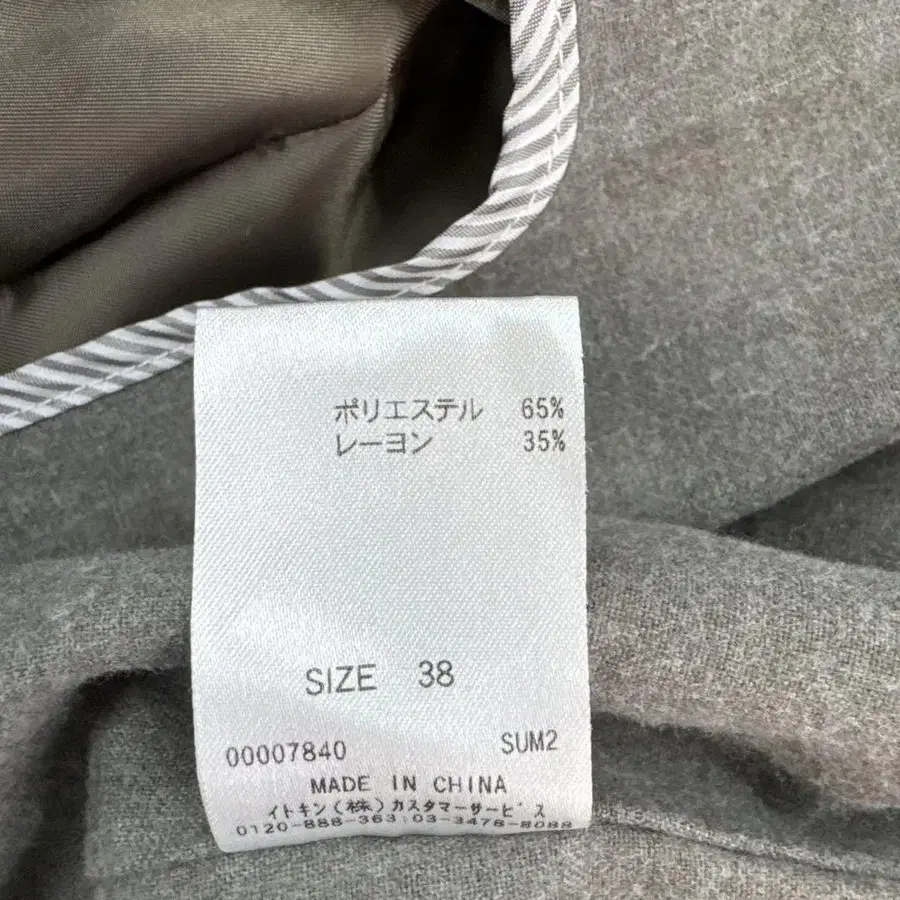 ポリエステル 65%
レーヨン 35%
SIZE 38
00007840 SUM2
MADE IN CHINA
イトキン(株)カスタマーサービス
0120-888-363:03-3478-8088